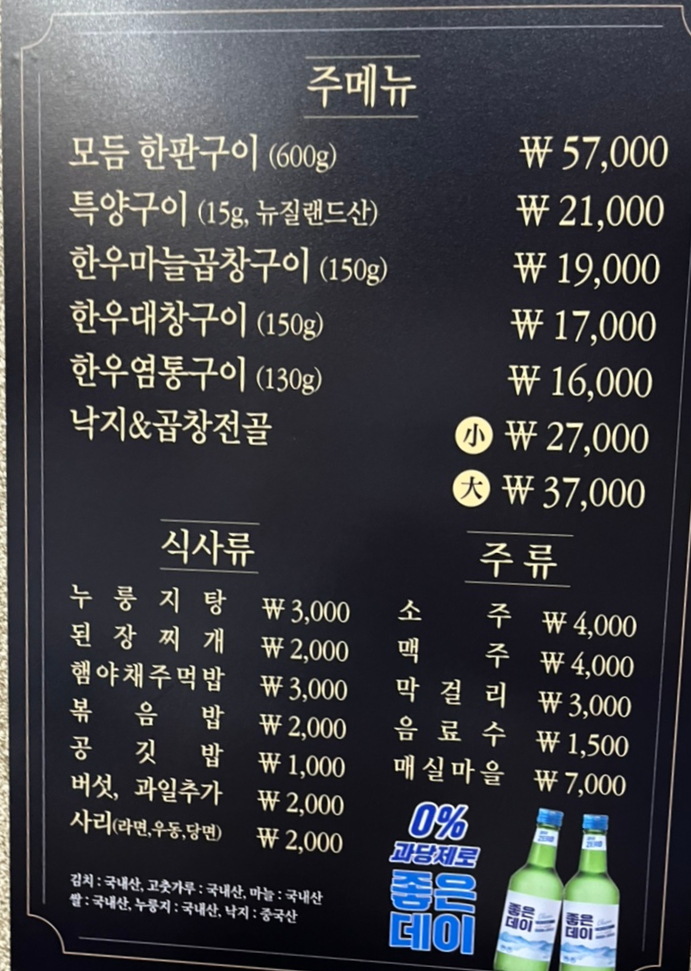 주메뉴
모듬 한판구이 (600g) ₩ 57,000
특양구이 (15g, 뉴질랜드산) ₩ 21,000
한우마늘곱창구이 (150g) ₩ 19,000
한우대창구이 (150g) ₩ 17,000
한우염통구이 (130g) ₩ 16,000
낙지&곱창전골 小 ₩ 27,000
大 ₩ 37,000
식사류
누룽지탕 ₩ 3,000
된장찌개 ₩ 2,000
햄야채주먹밥 ₩ 3,000
볶음밥 ₩ 2,000
공깃밥 ₩ 1,000
버섯, 과일추가 ₩ 2,000
사리(라면,우동,당면) ₩ 2,000
김치 : 국내산, 고춧가루 : 국내산, 마늘 : 국내산
쌀 : 국내산, 누룽지 : 국내산, 낙지 : 중국산
주류
소주 ₩ 4,000
맥주 ₩ 4,000
막걸리 ₩ 3,000
음료수 ₩ 1,500
매실마을 ₩ 7,000
0%
과당제로
좋은
데이
좋은
데이
좋은
데이